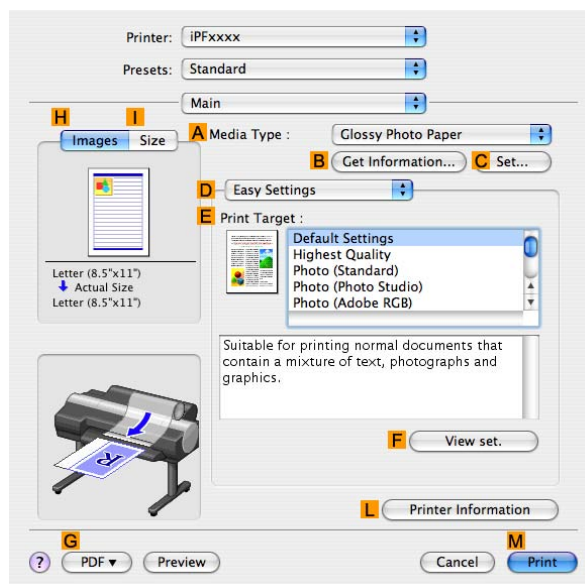 Printer: iPFxxxx
Presets: Standard
Main
H I
Images Size
A Media Type : Glossy Photo Paper
B Get Information... C Set...
D Easy Settings
E Print Target :
Default Settings
Highest Quality
Photo (Standard)
Photo (Photo Studio)
Photo (Adobe RGB)
Letter (8.5"x11")
Actual Size
Letter (8.5"x11")
Suitable for printing normal documents that
contain a mixture of text, photographs and
graphics.
R
F View set.
L Printer Information
G M
? PDF▼ Preview Cancel Print